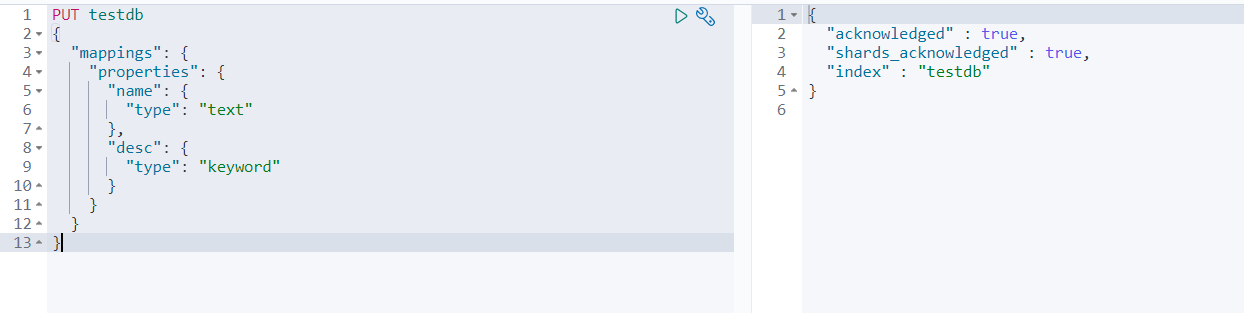 1 PUT testdb
2 {
3 "mappings": {
4 "properties": {
5 "name": {
6 "type": "text"
7 },
8 "desc": {
9 "type": "keyword"
10 }
11 }
12 }
13 }
1 {
2 "acknowledged" : true,
3 "shards_acknowledged" : true,
4 "index" : "testdb"
5 }
6